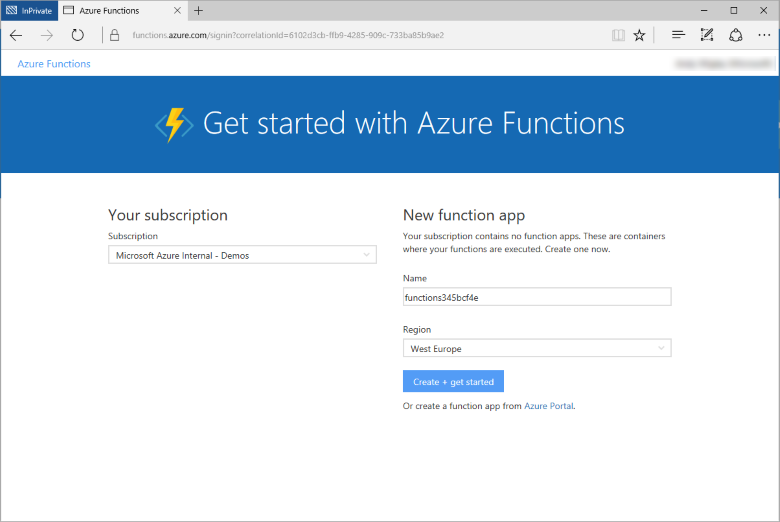 InPrivate
Azure Functions
functions.azure.com/signin?correlationId=6102d3cb-ffb9-4285-909c-733ba85b9ae2
Azure Functions
Get started with Azure Functions
Your subscription
Subscription
Microsoft Azure Internal - Demos
New function app
Your subscription contains no function apps. These are containers
where your functions are executed. Create one now.
Name
functions345bcf4e
Region
West Europe
Create + get started
Or create a function app from Azure Portal.